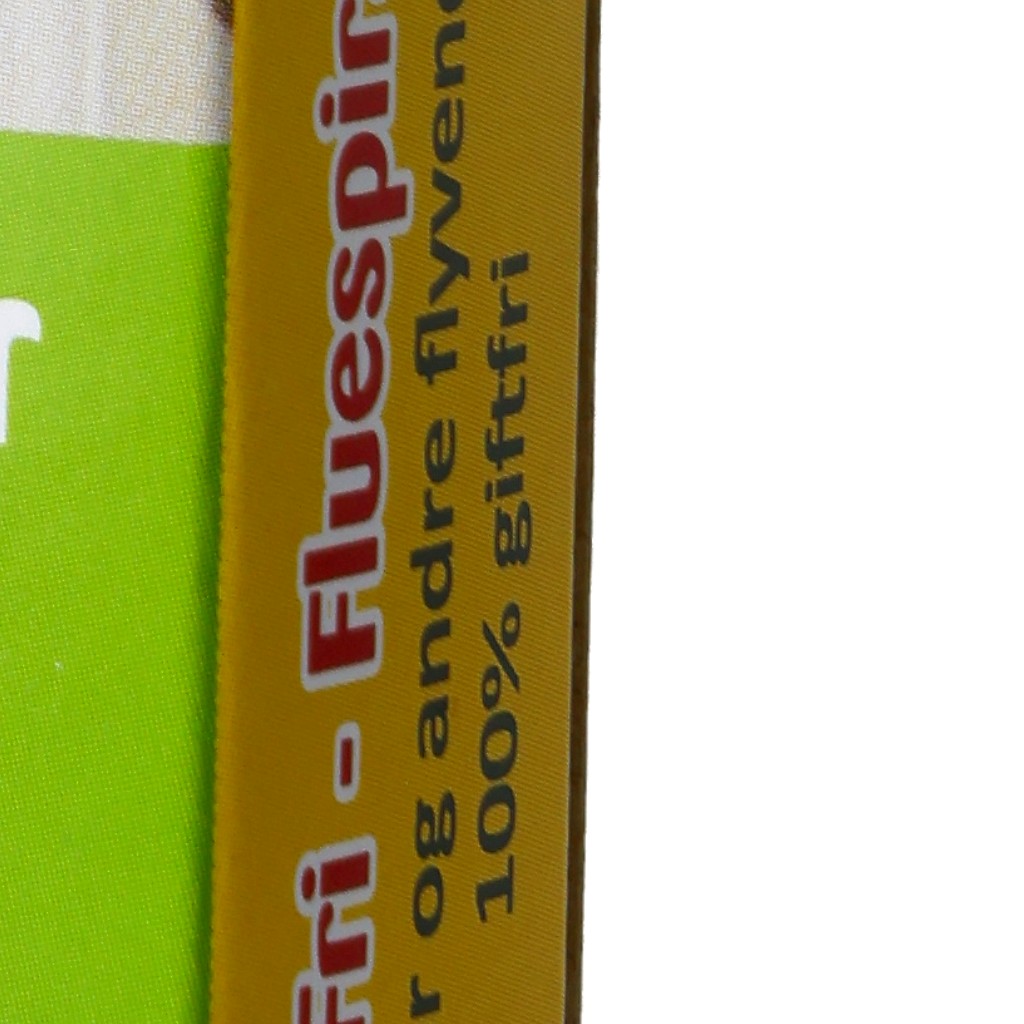 Fri - Fluespir
r og andre flyven
100% giftfri
r